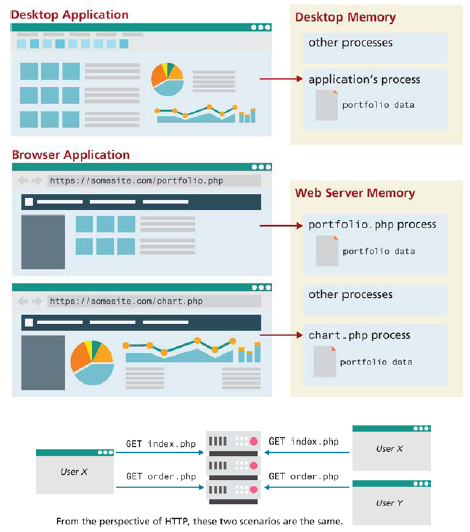 Desktop Application
Desktop Memory
other processes
application's process
portfolio data
Browser Application
https://somesite.com/portfolio.php
Web Server Memory
portfolio.php process
portfolio data
other processes
https://somesite.com/chart.php
chart.php process
portfolio data
GET index.php
GET index.php
User X
User X
GET order.php
GET order.php
User Y
From the perspective of HTTP, these two scenarios are the same.